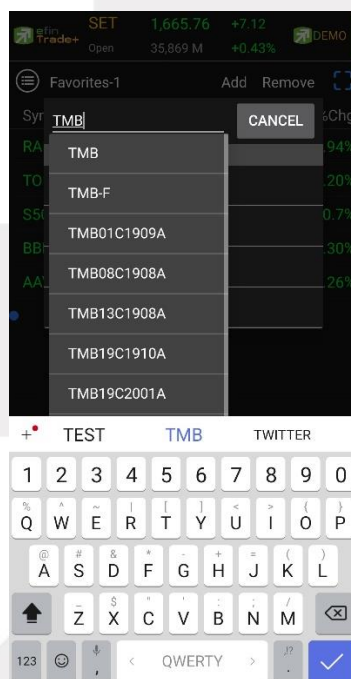 efin Trade+ SET 1,665.76 +7.12 DEMO
Open 35,869 M +0.43%
Favorites-1 Add Remove
Syr %Chg
TMB CANCEL
RA .94%
TMB
TO .20%
TMB-F
S50 0.7%
TMB01C1909A
BB .30%
TMB08C1908A
AA .26%
TMB13C1908A
TMB19C1910A
TMB19C2001A
+ TEST TMB TWITTER
1 2 3 4 5 6 7 8 9 0
% ^ ~ | [ ] < > { }
Q W E R T Y U I O P
@ # & * - + = ( )
A S D F G H J K L
_ $ " ' : ; /
Z X C V B N M
123 , < QWERTY > .
,!?